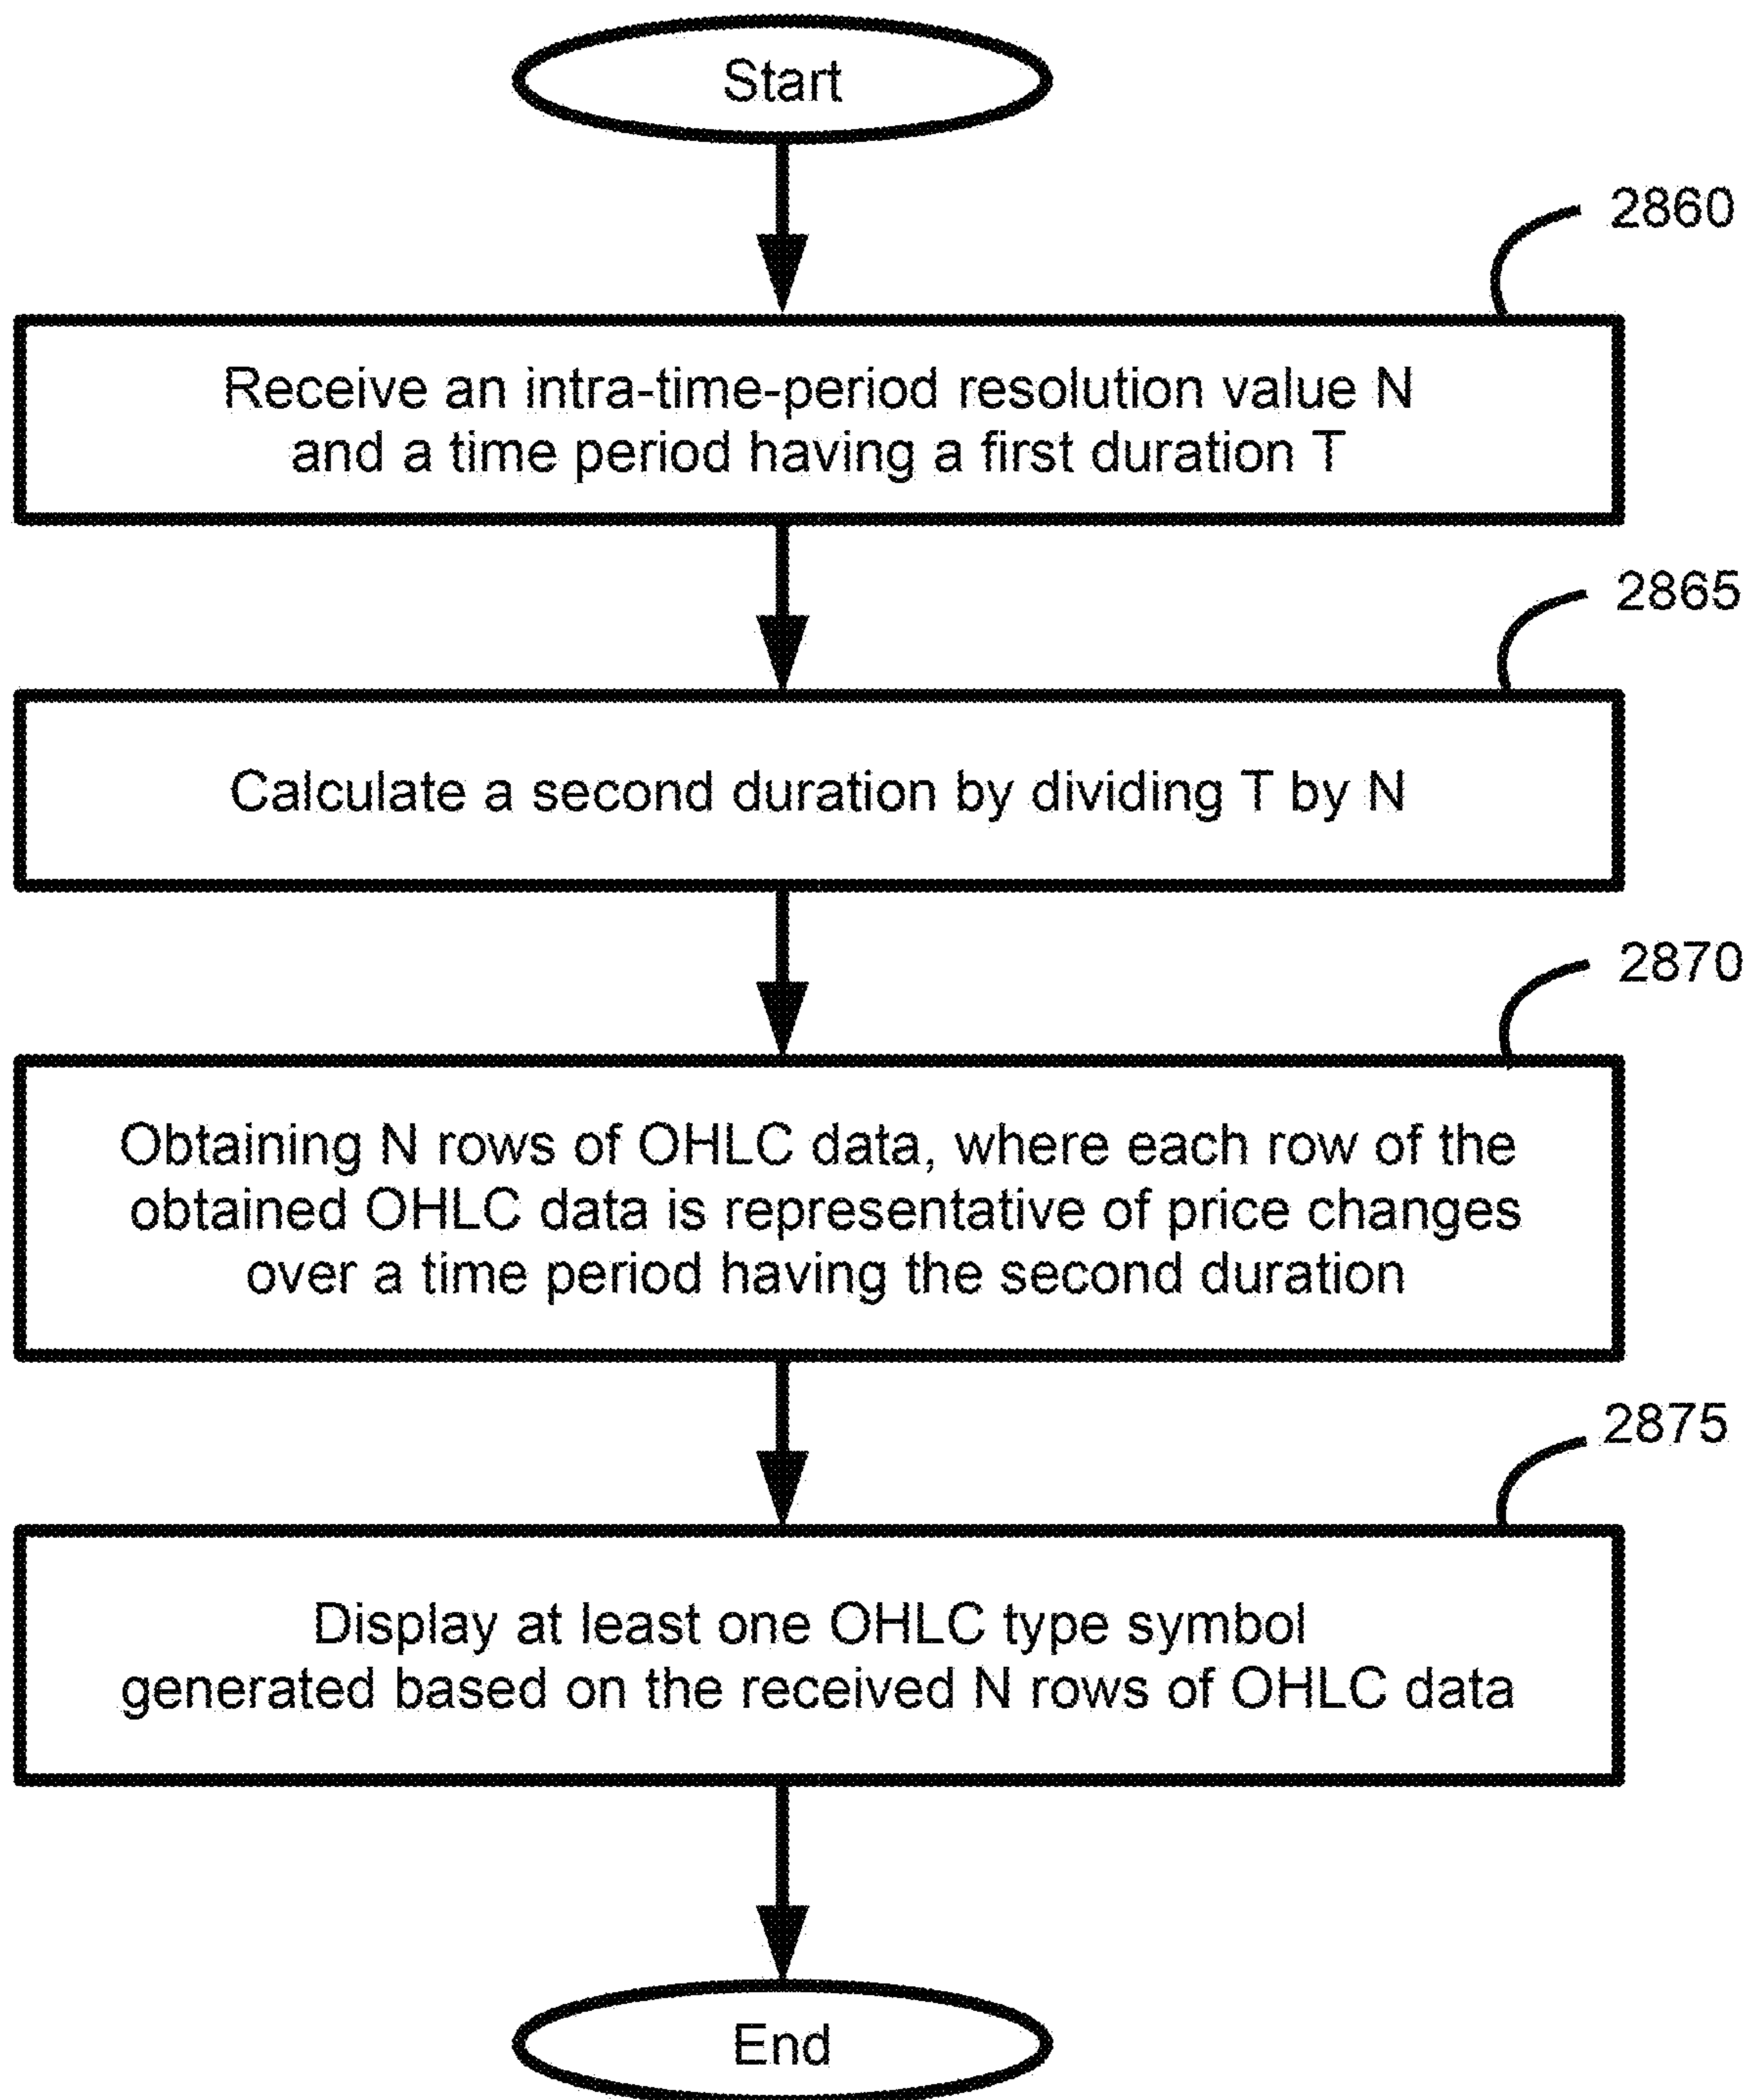 Start
2860
Receive an intra-time-period resolution value N
and a time period having a first duration T
2865
Calculate a second duration by dividing T by N
2870
Obtaining N rows of OHLC data, where each row of the
obtained OHLC data is representative of price changes
over a time period having the second duration
2875
Display at least one OHLC type symbol
generated based on the received N rows of OHLC data
End